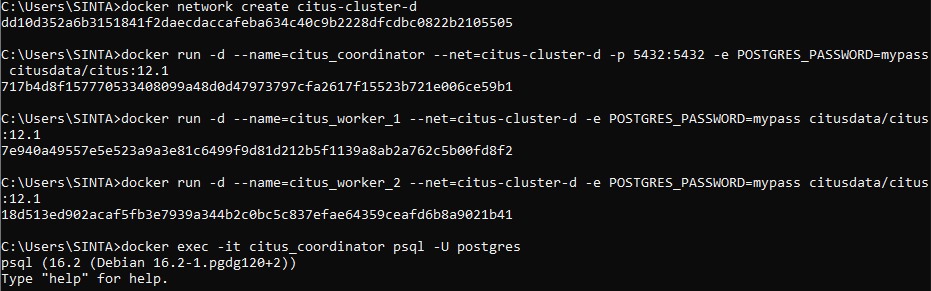 C:\Users\SINTA>docker network create citus-cluster-d
dd10d352a6b3151841f2daecdaccafeba634c40c9b2228dfcdbc0822b2105505
C:\Users\SINTA>docker run -d --name=citus_coordinator --net=citus-cluster-d -p 5432:5432 -e POSTGRES_PASSWORD=mypass
citusdata/citus:12.1
717b4d8f157770533408099a48d0d47973797cfa2617f15523b721e006ce59b1
C:\Users\SINTA>docker run -d --name=citus_worker_1 --net=citus-cluster-d -e POSTGRES_PASSWORD=mypass citusdata/citus
:12.1
7e940a49557e5e523a9a3e81c6499f9d81d212b5f1139a8ab2a762c5b00fd8f2
C:\Users\SINTA>docker run -d --name=citus_worker_2 --net=citus-cluster-d -e POSTGRES_PASSWORD=mypass citusdata/citus
:12.1
18d513ed902acaf5fb3e7939a344b2c0bc5c837efae64359ceafd6b8a9021b41
C:\Users\SINTA>docker exec -it citus_coordinator psql -U postgres
psql (16.2 (Debian 16.2-1.pgdg120+2))
Type "help" for help.